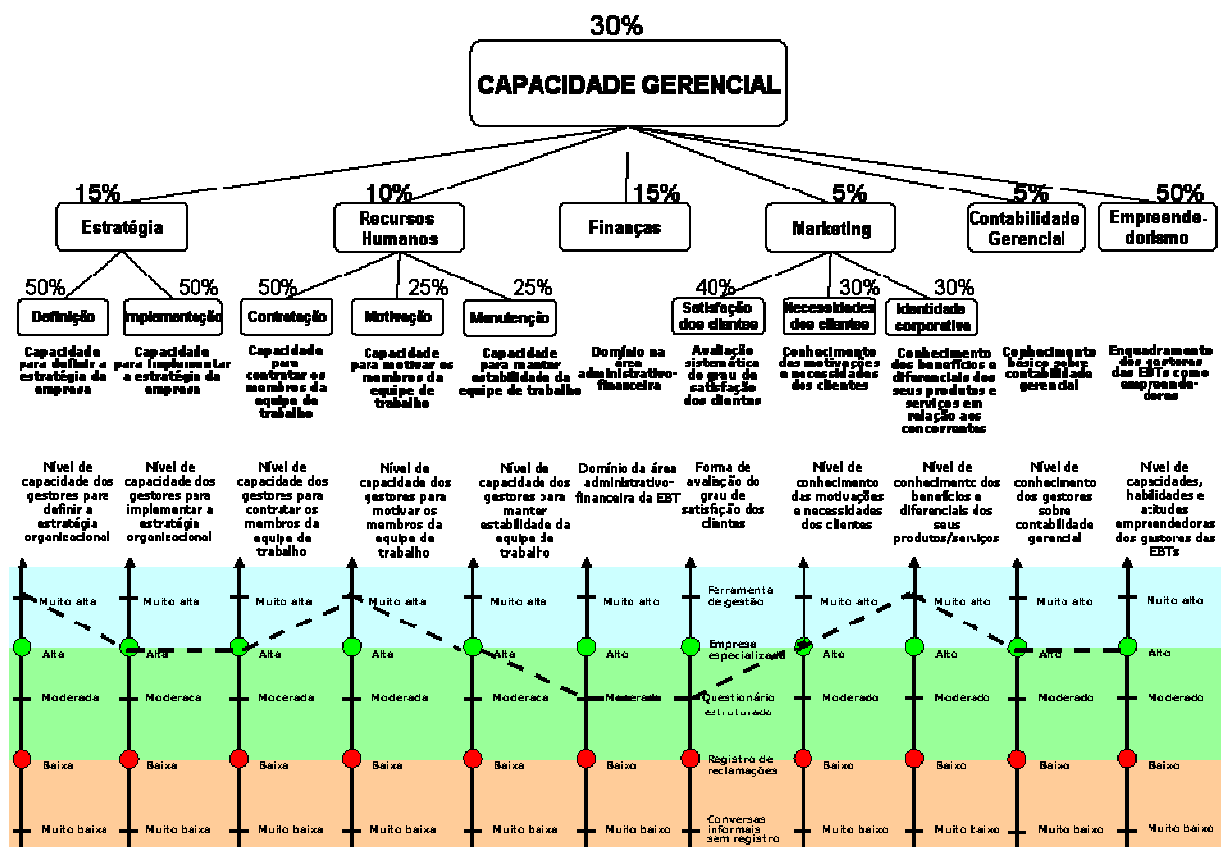 30%
CAPACIDADE GERENCIAL
15%
10%
15%
5%
5%
50%
Estratégia
Recursos
Humanos
Finanças
Marketing
Contabilidade
Gerencial
Empreende-
dorismo
50%
50%
50%
25%
25%
40%
30%
30%
Definição
Implementação
Contratação
Motivação
Manutenção
Satisfação
dos clientes
Necessidades
dos clientes
Identidade
corporativa
Capacidade
para definir a
estratégia da
empresa
Capacidade
para implementar
a estratégia da
empresa
Capacidade
para
contratar os
membros da
equipe de
trabalho
Capacidade
para motivar os
membros da
equipe de
trabalho
Capacidade
para manter
estabilidade da
equipe de trabalho
Domínio na
área
administrativo-
financeira
Avaliação
sistemática
do grau de
satisfação
dos clientes
Conhecimento
das motivações
e necessidades
dos clientes
Conhecimento
dos benefícios e
diferenciais dos
seus produtos e
serviços em
relação aos
concorrentes
Conhecimento
básico sobre
contabilidade
gerencial
Enquadramento
dos gestores
das EBTs como
empreende-
dores
Nível de
capacidade dos
gestores para
definir a
estratégia
organizacional
Nível de
capacidade dos
gestores para
implementar a
estratégia
organizacional
Nível de
capacidade dos
gestores para
contratar os
membros da
equipe de
trabalho
Nível de
capacidade dos
gestores para
motivar os
membros da
equipe de
trabalho
Nível de
capacidade dos
gestores para
manter
estabilidade da
equipe de
trabalho
Domínio da área
administrativo-
financeira da EBT
Forma de
avaliação do
grau de
satisfação dos
clientes
Nível de
conhecimento
das motivações
e necessidades
dos clientes
Nível de
conhecimento dos
benefícios e
diferenciais dos
seus
produtos/serviços
Nível de
conhecimento
dos gestores
sobre
contabilidade
gerencial
Nível de
capacidades,
habilidades e
atitudes
empreendedoras
dos gestores das
EBTs
Muito alta
Muito alta
Muito alta
Muito alta
Muito alta
Muito alto
Ferramenta
de gestão
Muito alto
Muito alto
Muito alto
Muito alto
Alta
Alta
Alta
Alta
Alta
Alto
Empresa
especializada
Alto
Alto
Alto
Alto
Moderada
Moderada
Moderada
Moderada
Moderada
Moderado
Questionário
estruturado
Moderado
Moderado
Moderado
Moderado
Baixa
Baixa
Baixa
Baixa
Baixa
Baixo
Registro de
reclamações
Baixo
Baixo
Baixo
Baixo
Muito baixa
Muito baixa
Muito baixa
Muito baixa
Muito baixa
Muito baixo
Conversas
informais
sem registro
Muito baixo
Muito baixo
Muito baixo
Muito baixo